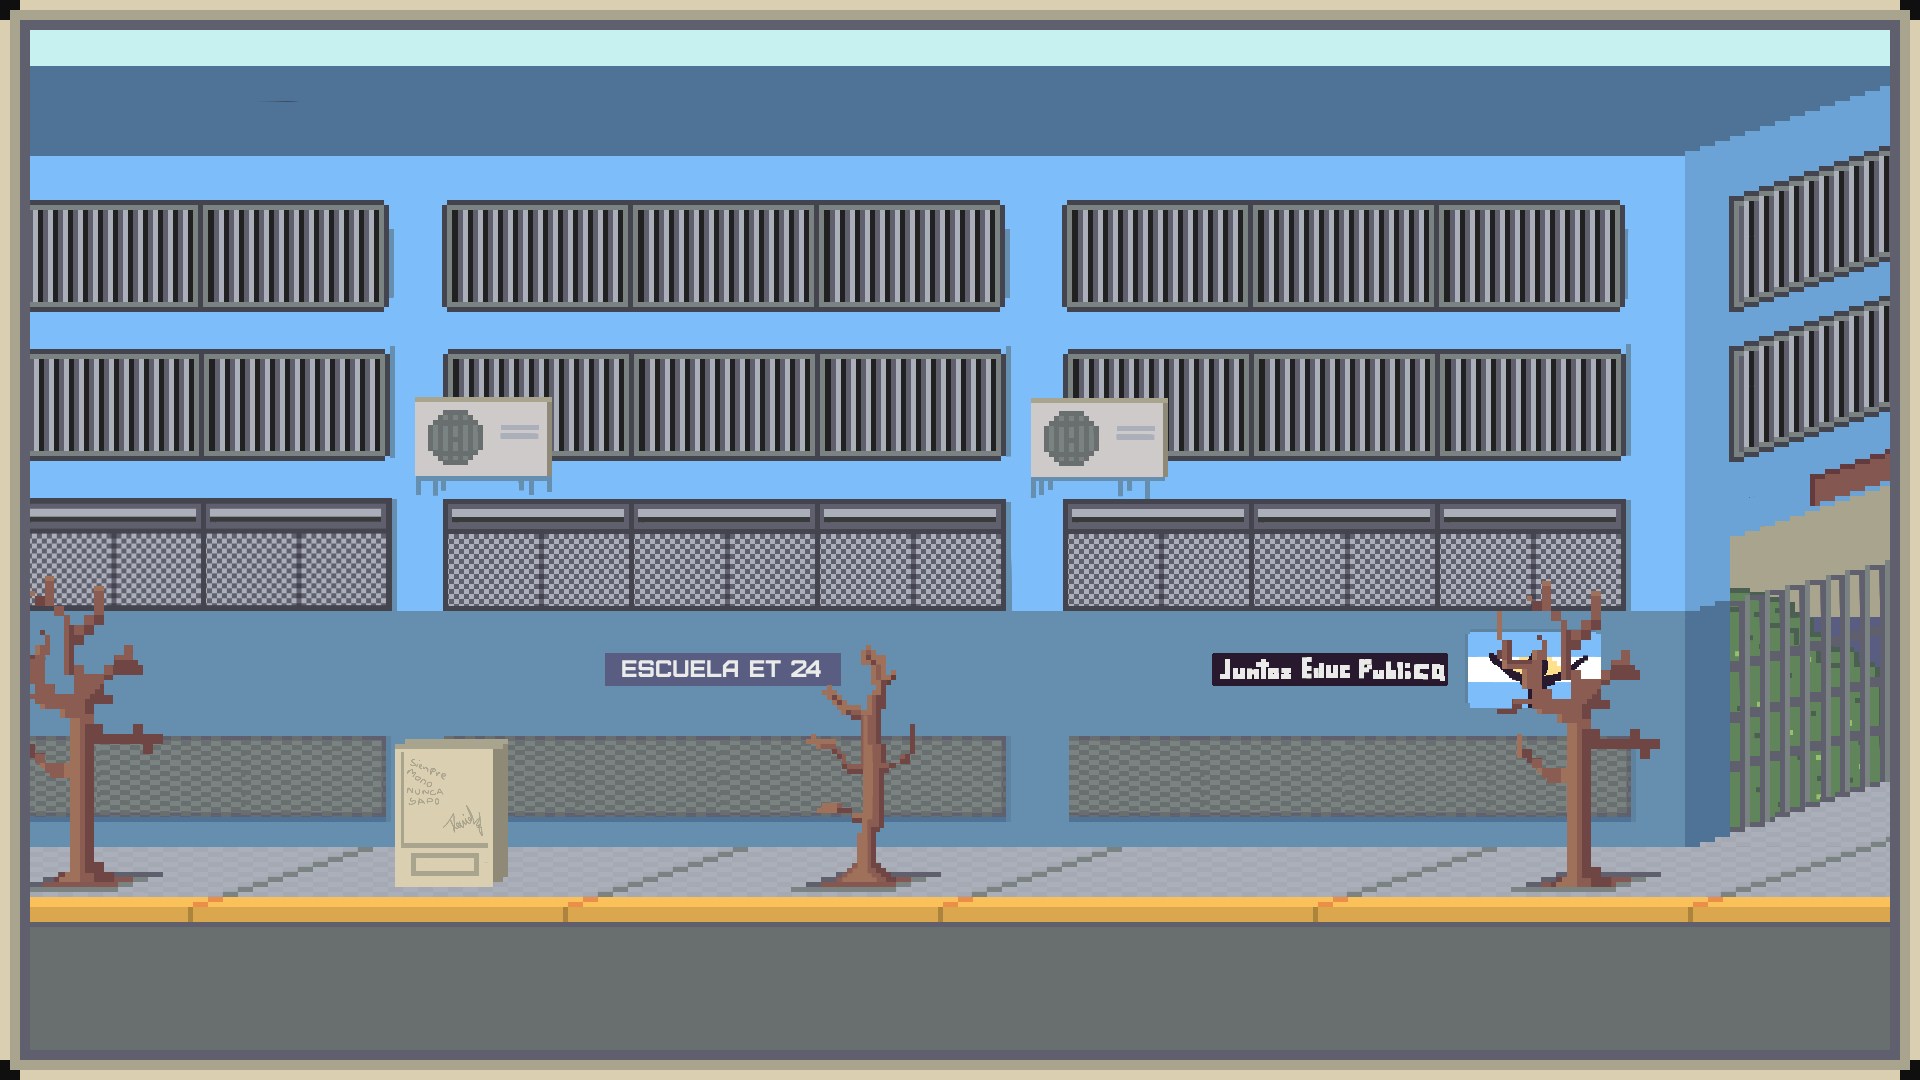 ESCUELA ET 24
Juntos Educ Publica
Siempre
Mono
NUNCA
SAPO